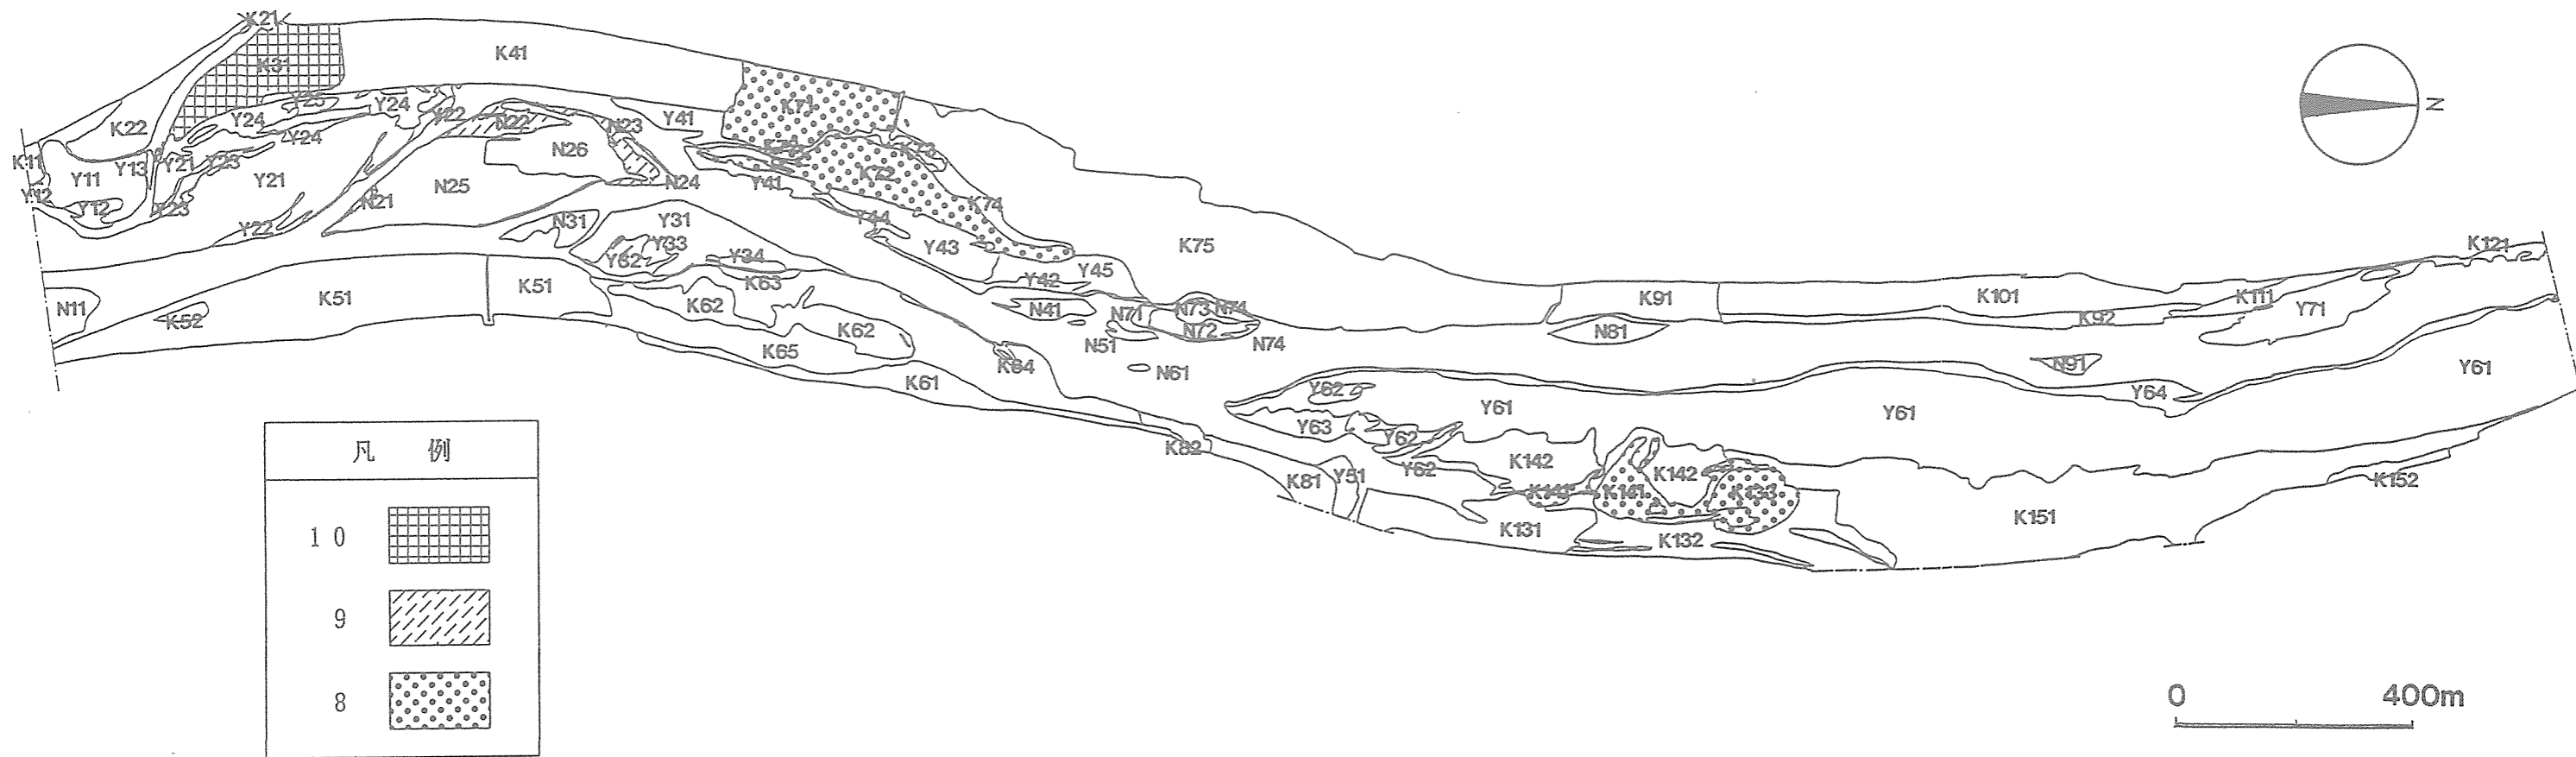 K21
K41
K31
K71
Y25
Y24
Y24
Y22
N22
Y41
K22
N23
Y24
K73
K11
Y13
Y21
Y23
N26
K72
Y11
Y21
N25
N24
Y41
Y12
N21
K74
Y12
Y23
N31
Y31
Y44
Y22
Y33
Y43
K75
K121
Y32
Y34
Y45
K63
Y42
K51
K51
K91
K101
K111
N11
K62
N41
N71
N73
N74
Y71
K52
K62
N72
N81
K92
K65
N51
N74
K64
N61
N91
K61
Y62
Y61
Y61
Y64
Y61
Y63
Y62
K82
K142
Y62
K142
K81
Y51
K141
K141
K133
K152
K131
K132
K151
N
凡 例
10
9
8
0 400m